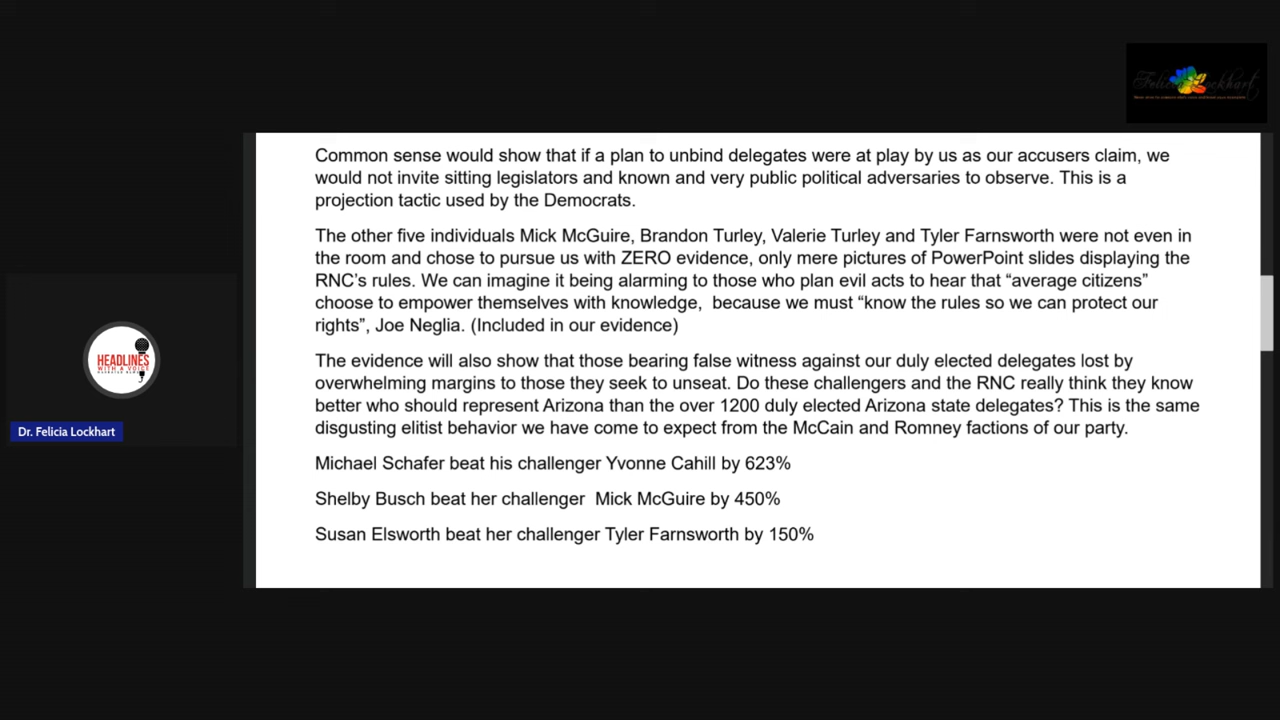 Felicia Lockhart
Common sense would show that if a plan to unbind delegates were at play by us as our accusers claim, we
would not invite sitting legislators and known and very public political adversaries to observe. This is a
projection tactic used by the Democrats.
The other five individuals Mick McGuire, Brandon Turley, Valerie Turley and Tyler Farnsworth were not even in
the room and chose to pursue us with ZERO evidence, only mere pictures of PowerPoint slides displaying the
RNC’s rules. We can imagine it being alarming to those who plan evil acts to hear that “average citizens”
choose to empower themselves with knowledge,  because we must “know the rules so we can protect our
rights”, Joe Neglia. (Included in our evidence)
The evidence will also show that those bearing false witness against our duly elected delegates lost by
overwhelming margins to those they seek to unseat. Do these challengers and the RNC really think they know
better who should represent Arizona than the over 1200 duly elected Arizona state delegates? This is the same
disgusting elitist behavior we have come to expect from the McCain and Romney factions of our party.
Michael Schafer beat his challenger Yvonne Cahill by 623%
Shelby Busch beat her challenger  Mick McGuire by 450%
Susan Elsworth beat her challenger Tyler Farnsworth by 150%
HEADLINES
WITH A VOICE
Dr. Felicia Lockhart